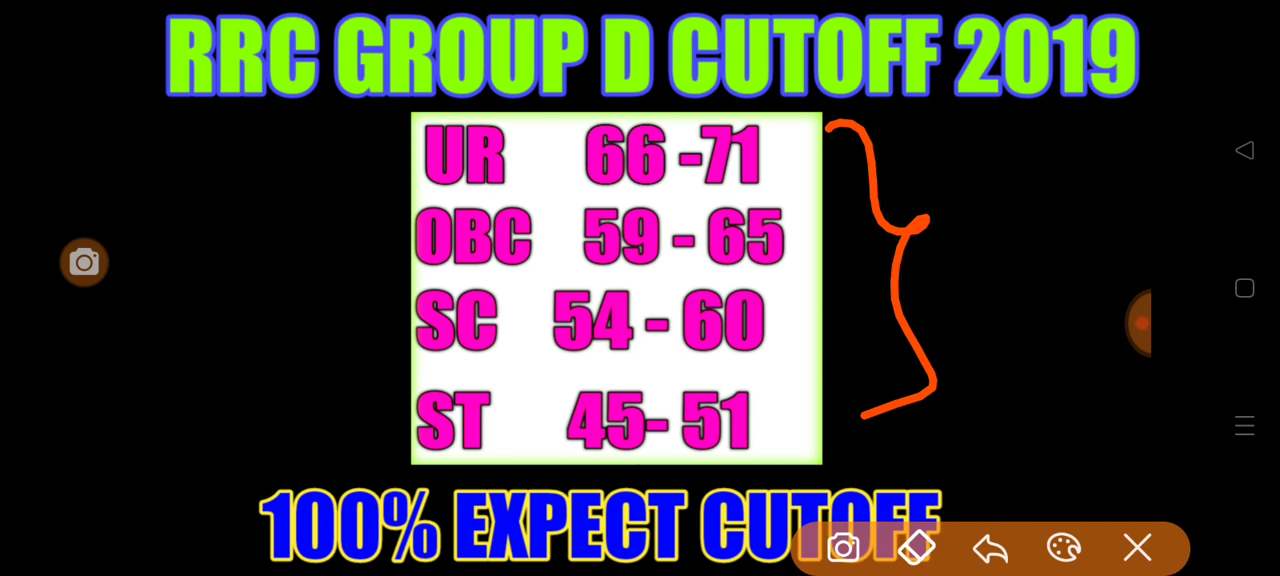 RRC GROUP D CUTOFF 2019
UR 66 -71
OBC 59 - 65
SC 54 - 60
ST 45- 51
100% EXPECT CUTOFF